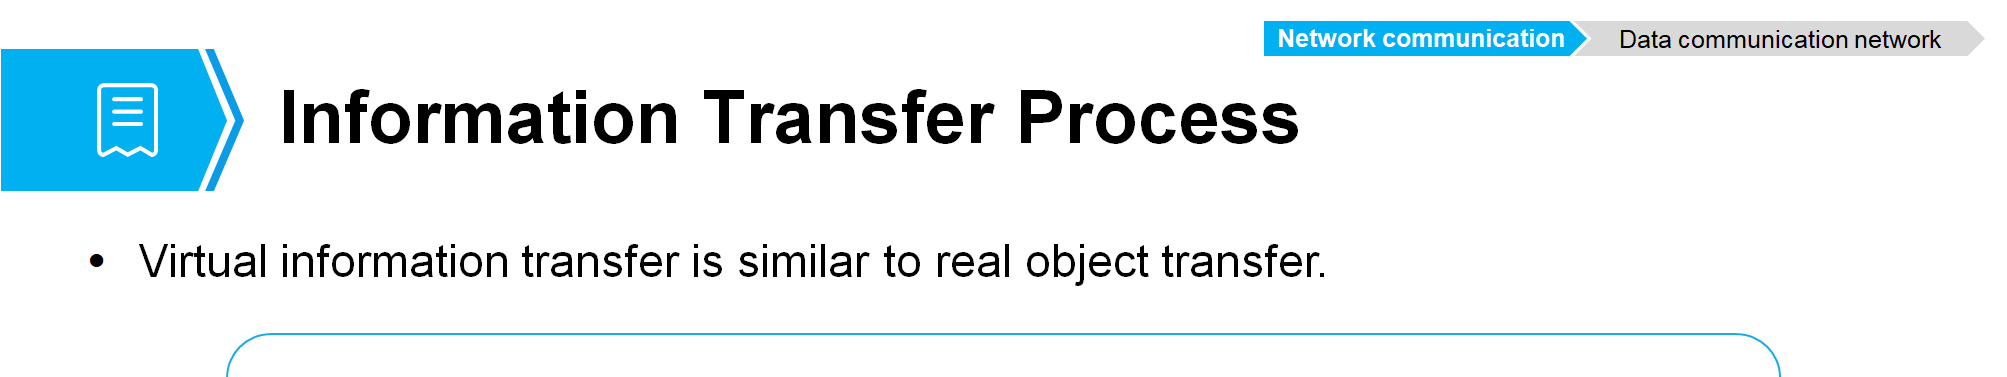 Network communication
Data communication network
Information Transfer Process
• Virtual information transfer is similar to real object transfer.